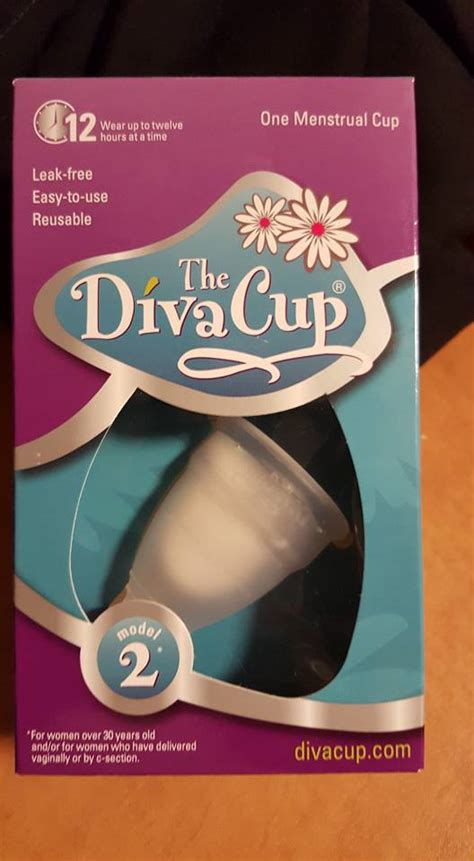 12 Wear up to twelve
hours at a time
One Menstrual Cup
Leak-free
Easy-to-use
Reusable
The
DivaCup®
model
2*
*For women over 30 years old
and/or for women who have delivered
vaginally or by c-section.
divacup.com